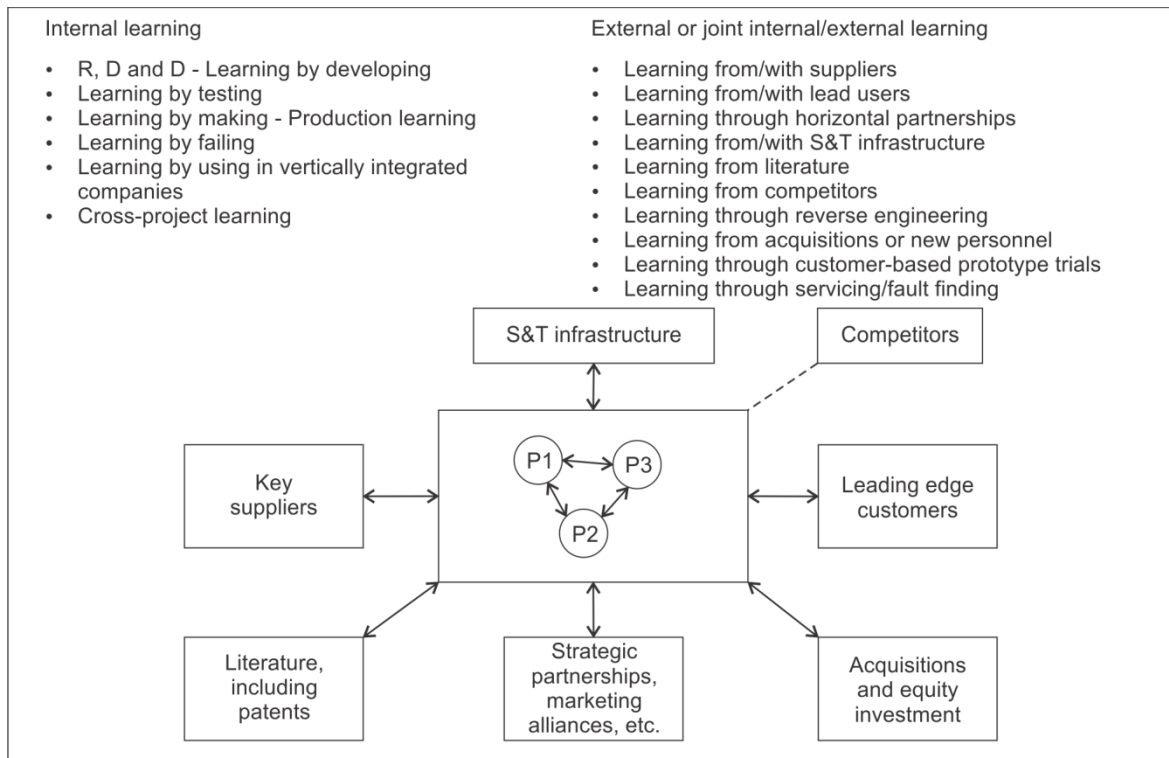 Internal learning
• R, D and D - Learning by developing
• Learning by testing
• Learning by making - Production learning
• Learning by failing
• Learning by using in vertically integrated
companies
• Cross-project learning
External or joint internal/external learning
• Learning from/with suppliers
• Learning from/with lead users
• Learning through horizontal partnerships
• Learning from/with S&T infrastructure
• Learning from literature
• Learning from competitors
• Learning through reverse engineering
• Learning from acquisitions or new personnel
• Learning through customer-based prototype trials
• Learning through servicing/fault finding
S&T infrastructure
Competitors
Key
suppliers
P1
P3
P2
Leading edge
customers
Literature,
including
patents
Strategic
partnerships,
marketing
alliances, etc.
Acquisitions
and equity
investment